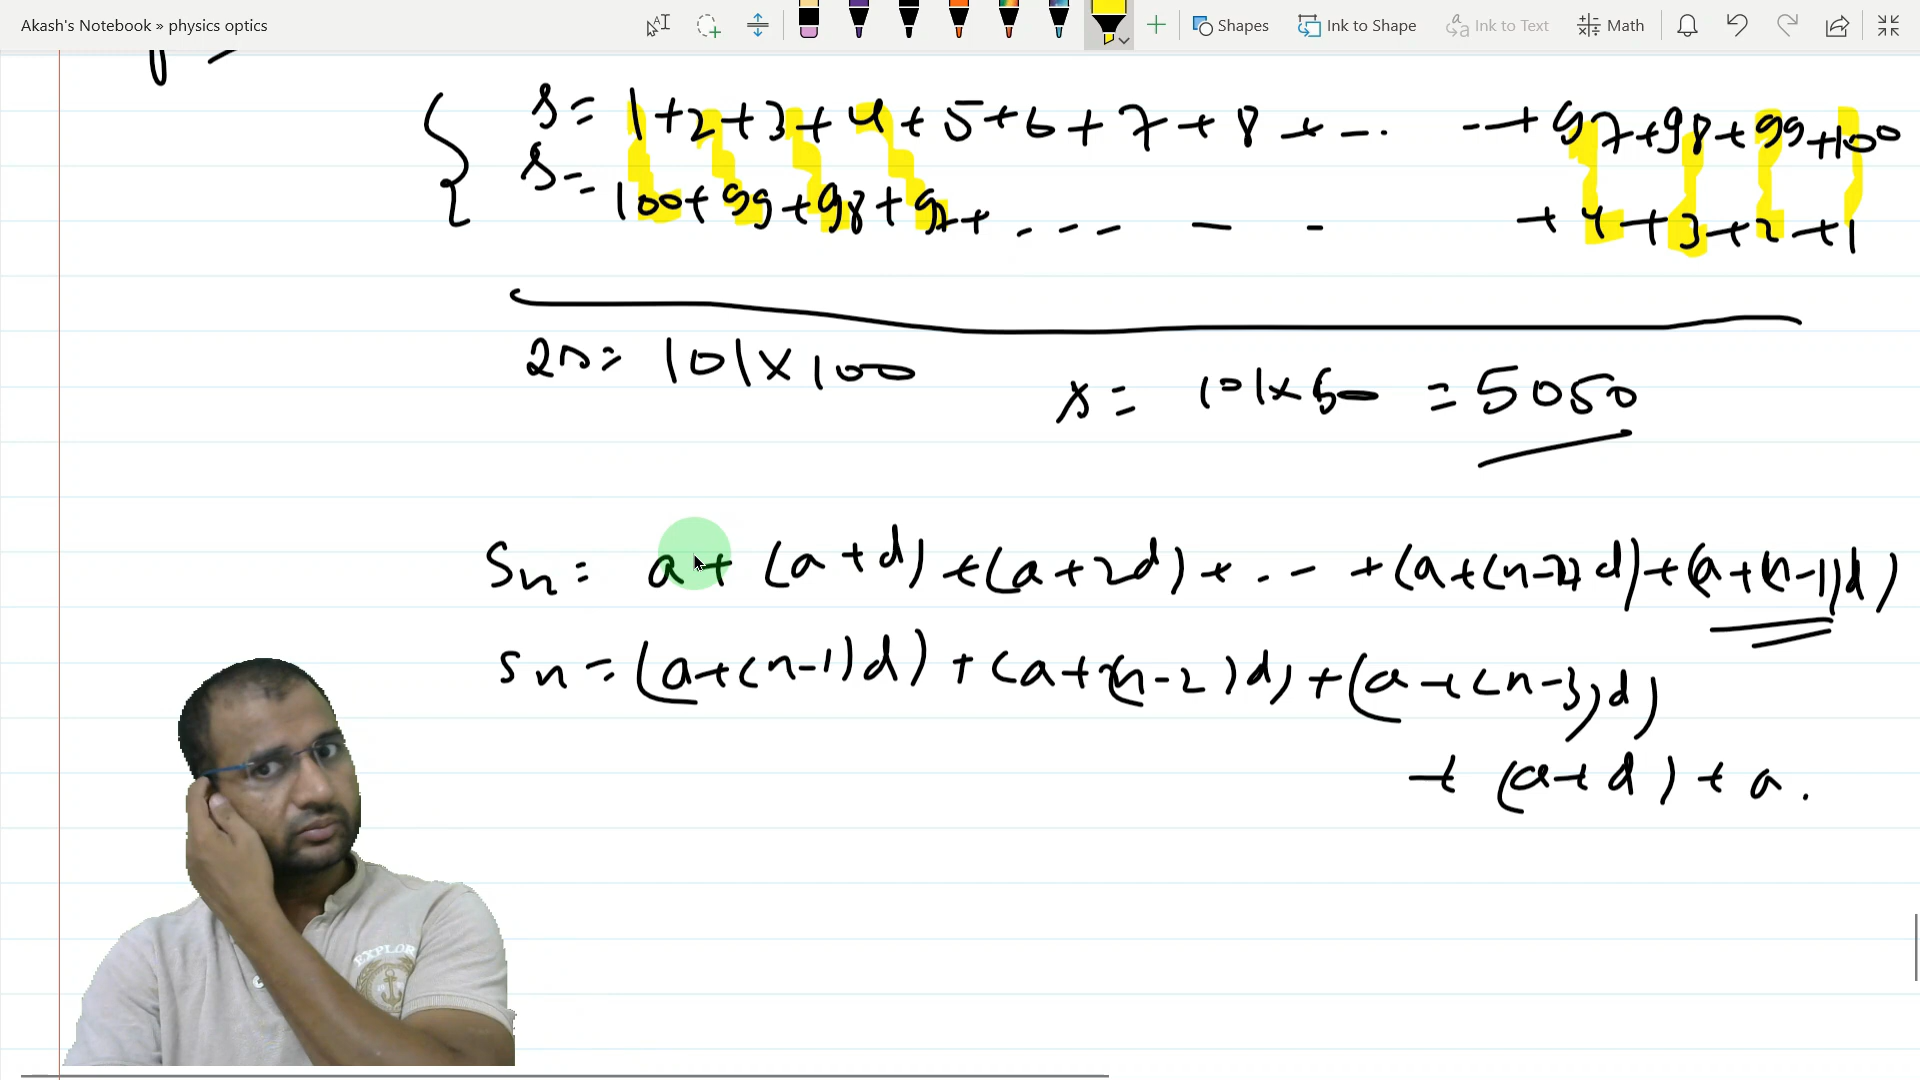 Akash's Notebook » physics optics
Shapes Ink to Shape Ink to Text Math
S = 1+2+3+4+5+6+7+8+-. --+97+98+99+100
S = 100+99+98+97+ . --- - - +4+3+2+1
2s = 101×100
s = 101×50 = 5050
Sn = a+(a+d)+(a+2d)+ . -- +(a+(n-2)d)+(a+(n-1)d)
Sn = (a+(n-1)d)+(a+(n-2)d)+(a+(n-3)d)
+(a+d)+a.
EXPLOR